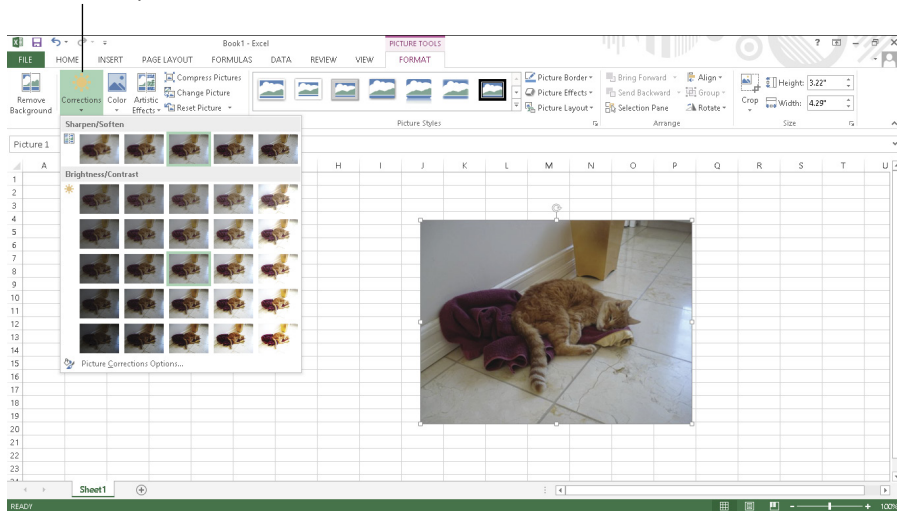 Book1 - Excel
PICTURE TOOLS
?
FILE HOME INSERT PAGE LAYOUT FORMULAS DATA REVIEW VIEW FORMAT
Remove Background
Corrections
Color
Artistic Effects
Compress Pictures
Change Picture
Reset Picture
Picture Styles
Picture Border
Picture Effects
Picture Layout
Bring Forward
Send Backward
Selection Pane
Align
Group
Rotate
Arrange
Crop
Height: 3.22"
Width: 4.29"
Size
Picture 1
Sharpen/Soften
Brightness/Contrast
Picture Corrections Options...
A H I J K L M N O P Q R S T U
1
2
3
4
5
6
7
8
9
10
11
12
13
14
15
16
17
18
19
20
21
22
23
Sheet1
READY
100%